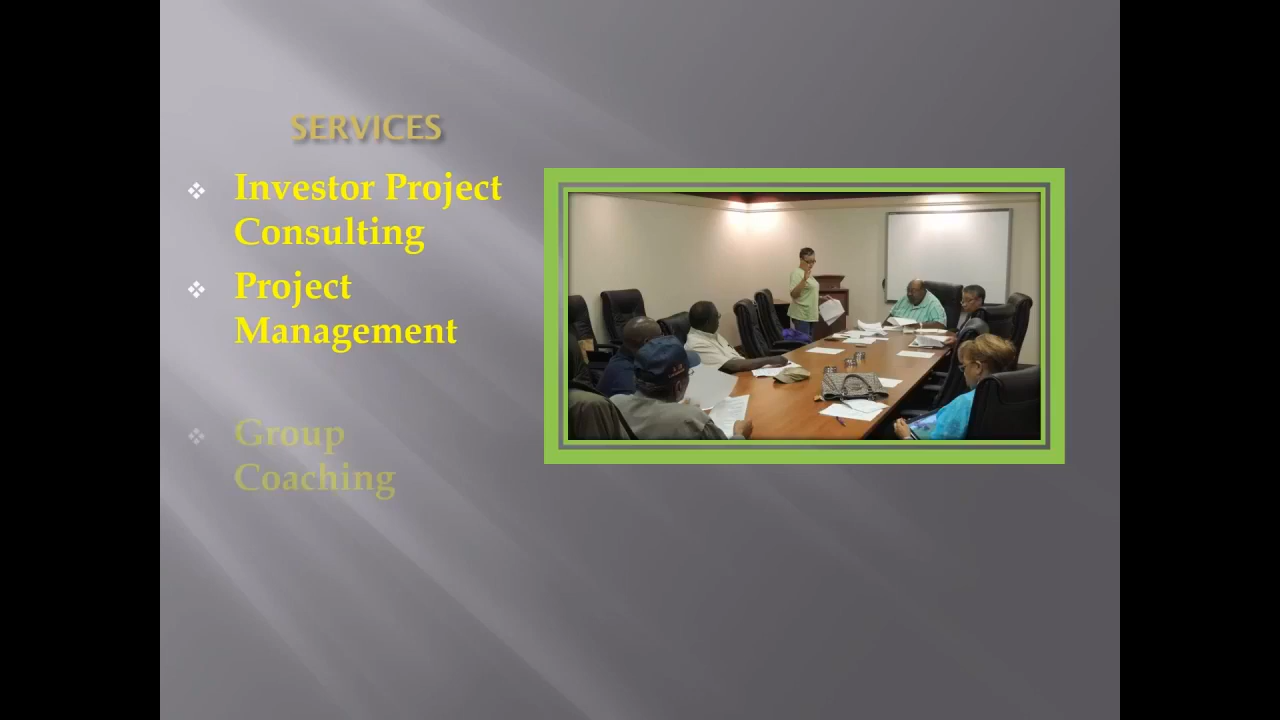 SERVICES
Investor Project
Consulting
Project
Management
Group
Coaching